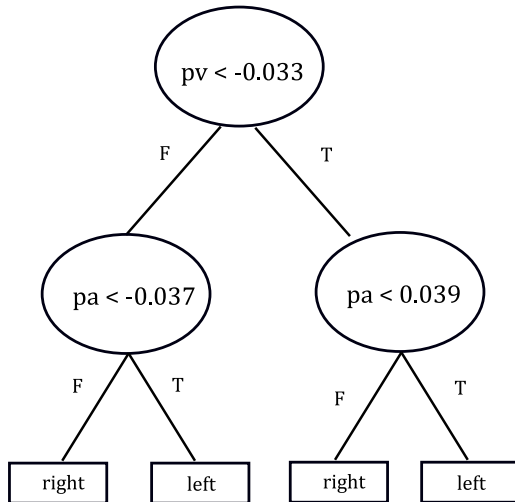 pv < -0.033
F
T
pa < -0.037
pa < 0.039
F
T
F
T
right
left
right
left